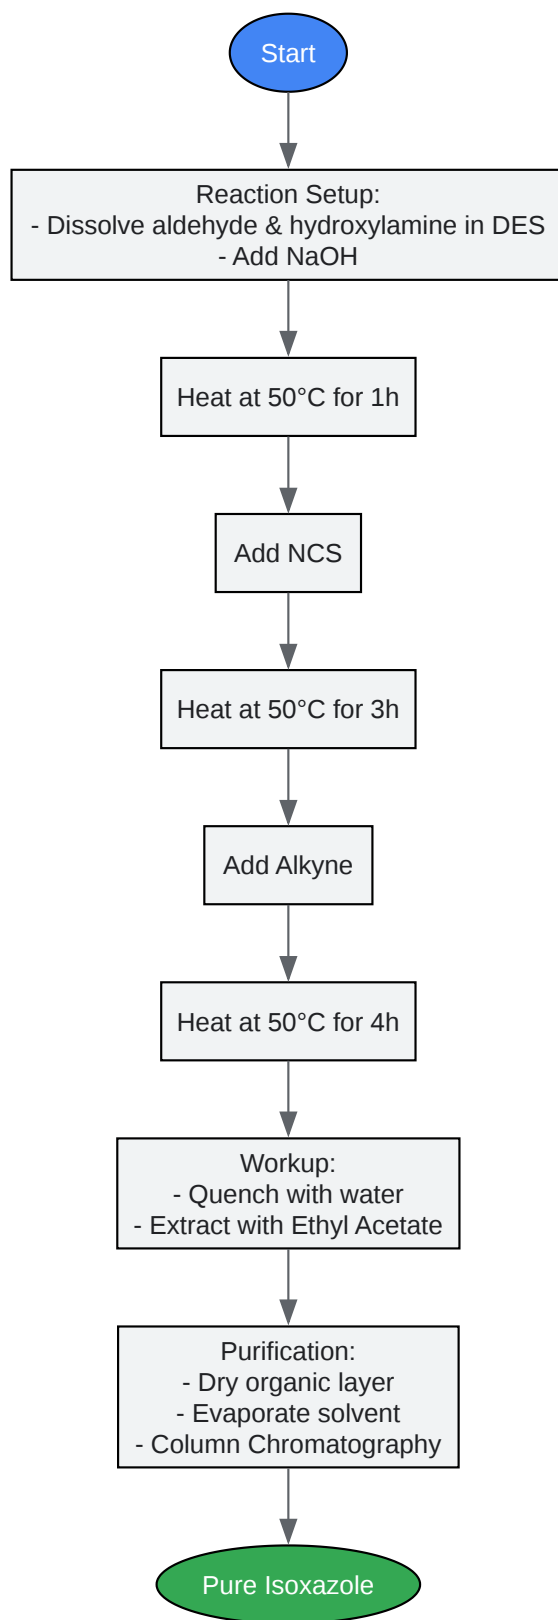 Start
Reaction Setup:
- Dissolve aldehyde & hydroxylamine in DES
- Add NaOH
Heat at 50°C for 1h
Add NCS
Heat at 50°C for 3h
Add Alkyne
Heat at 50°C for 4h
Workup:
- Quench with water
- Extract with Ethyl Acetate
Purification:
- Dry organic layer
- Evaporate solvent
- Column Chromatography
Pure Isoxazole